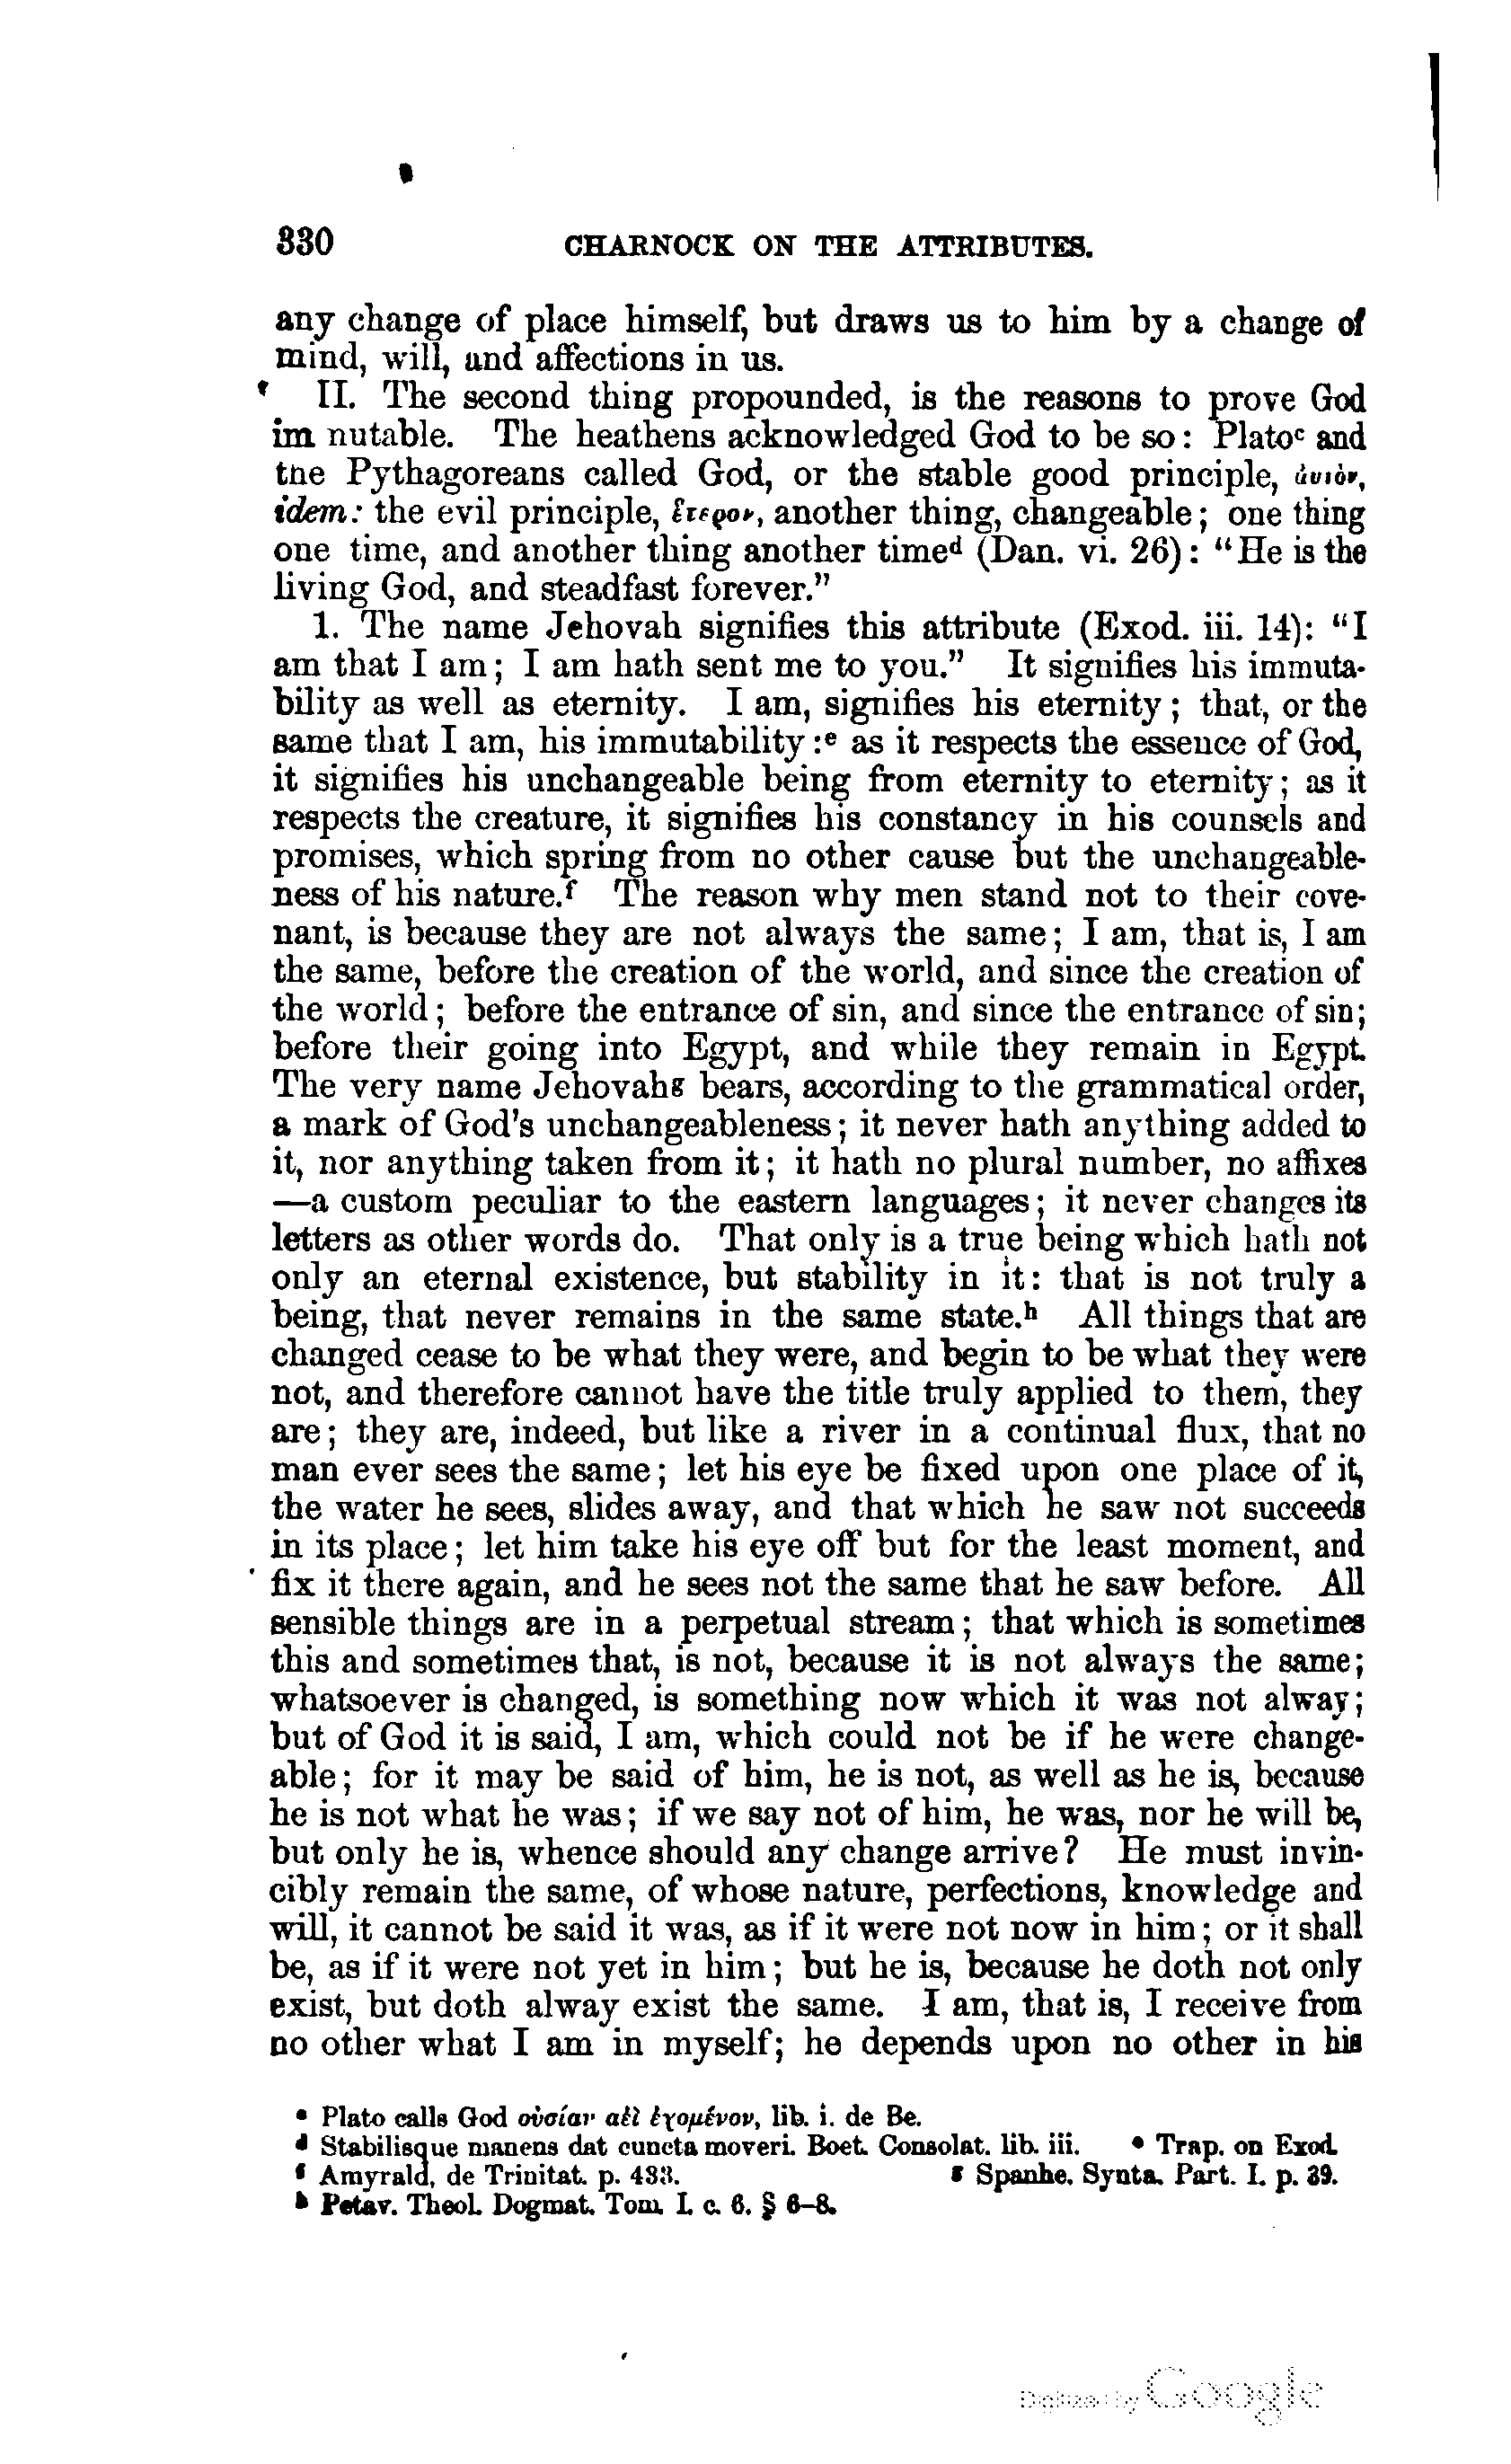 330 CHARNOCK ON THE ATTRIBUTES.
any change of place himself, but draws us to him by a change of
mind, will, and affections in us.
II. The second thing propounded, is the reasons to prove God
im nutable. The heathens acknowledged God to be so: Platoᶜ and
the Pythagoreans called God, or the stable good principle,
idem: the evil principle, ἕτερον, another thing, changeable; one thing
one time, and another thing another timeᵈ (Dan. vi. 26): "He is the
living God, and steadfast forever."
1. The name Jehovah signifies this attribute (Exod. iii. 14): "I
am that I am; I am hath sent me to you." It signifies his immuta-
bility as well as eternity. I am, signifies his eternity; that, or the
same that I am, his immutability:ᵉ as it respects the essence of God,
it signifies his unchangeable being from eternity to eternity; as it
respects the creature, it signifies his constancy in his counsels and
promises, which spring from no other cause but the unchangeable-
ness of his nature.ᶠ The reason why men stand not to their cove-
nant, is because they are not always the same; I am, that is, I am
the same, before the creation of the world, and since the creation of
the world; before the entrance of sin, and since the entrance of sin;
before their going into Egypt, and while they remain in Egypt.
The very name Jehovahᵍ bears, according to the grammatical order,
a mark of God's unchangeableness; it never hath anything added to
it, nor anything taken from it; it hath no plural number, no affixes
—a custom peculiar to the eastern languages; it never changes its
letters as other words do. That only is a true being which hath not
only an eternal existence, but stability in it: that is not truly a
being, that never remains in the same state.ʰ All things that are
changed cease to be what they were, and begin to be what they were
not, and therefore cannot have the title truly applied to them, they
are; they are, indeed, but like a river in a continual flux, that no
man ever sees the same; let his eye be fixed upon one place of it,
the water he sees, slides away, and that which he saw not succeeds
in its place; let him take his eye off but for the least moment, and
fix it there again, and he sees not the same that he saw before. All
sensible things are in a perpetual stream; that which is sometimes
this and sometimes that, is not, because it is not always the same;
whatsoever is changed, is something now which it was not alway;
but of God it is said, I am, which could not be if he were change-
able; for it may be said of him, he is not, as well as he is, because
he is not what he was; if we say not of him, he was, nor he will be,
but only he is, whence should any change arrive? He must invin-
cibly remain the same, of whose nature, perfections, knowledge and
will, it cannot be said it was, as if it were not now in him; or it shall
be, as if it were not yet in him; but he is, because he doth not only
exist, but doth alway exist the same. I am, that is, I receive from
no other what I am in myself; he depends upon no other in his
ᶜ Plato calls God οὐσίαν ἀεὶ ἐχομένον, lib. i. de Be.
ᵈ Stabilisque manens dat cuncta moveri. Boet. Consolat. lib. iii. ᵉ Trap. on Exod.
ᶠ Amyrald, de Trinitat. p. 433. ᵍ Spanhe. Synta. Part. I. p. 39.
ʰ Petav. Theol. Dogmat. Tom. I. c. 6. § 6–8.
Digitized by Google